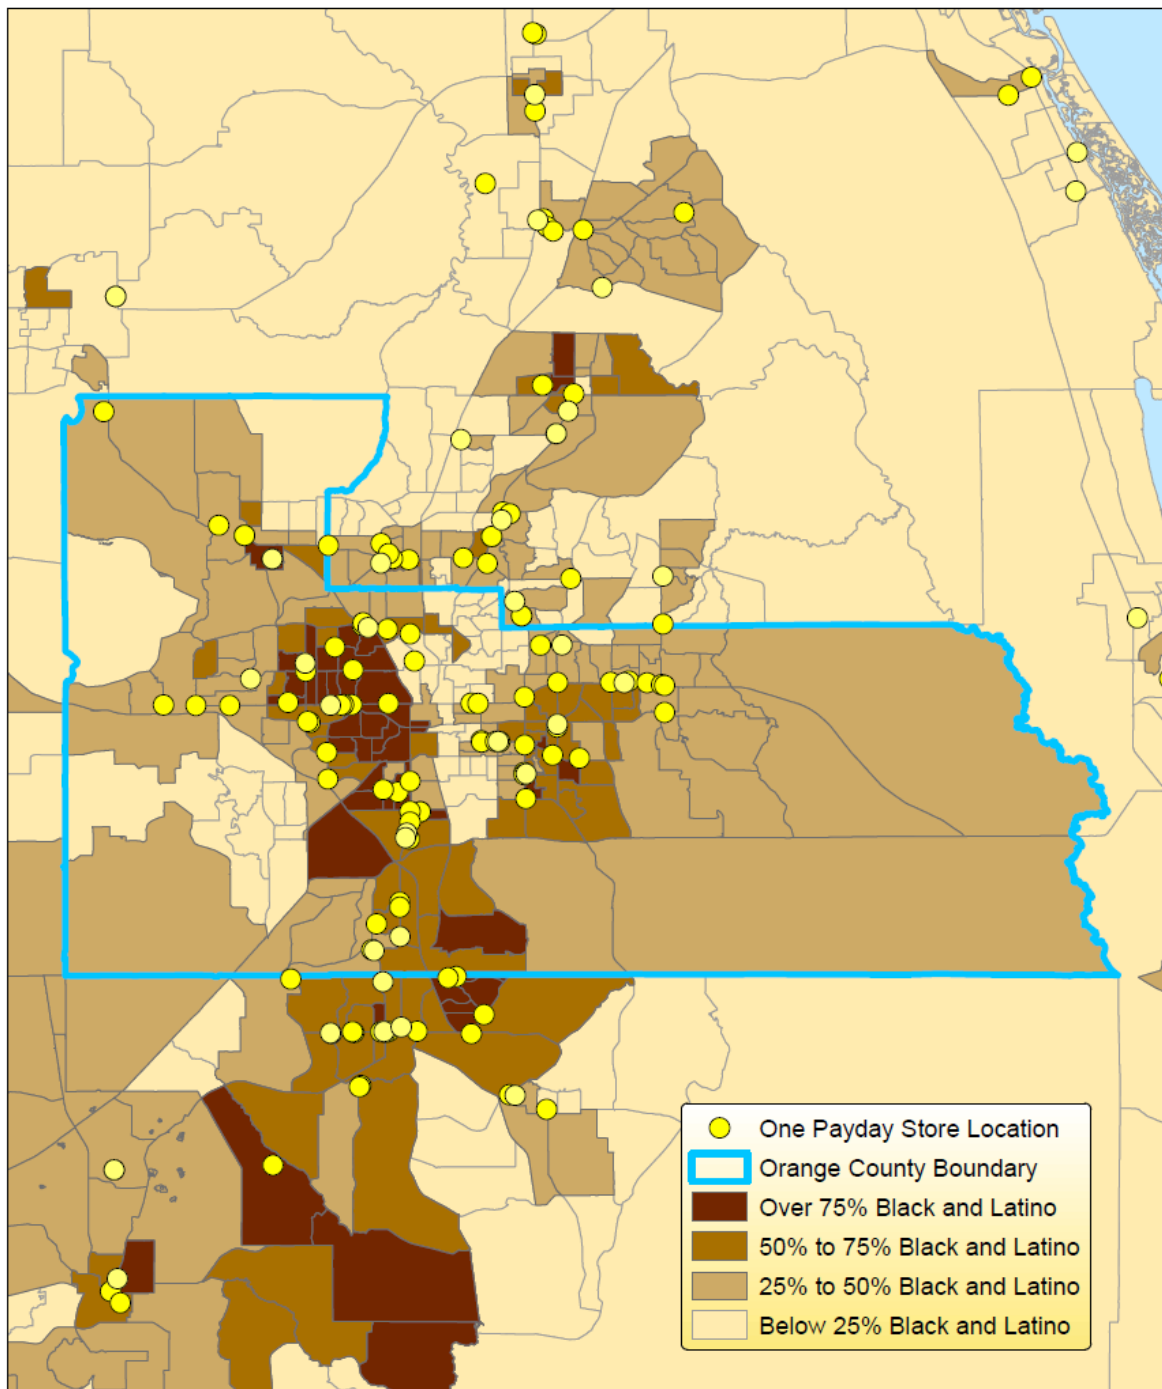 One Payday Store Location
Orange County Boundary
Over 75% Black and Latino
50% to 75% Black and Latino
25% to 50% Black and Latino
Below 25% Black and Latino